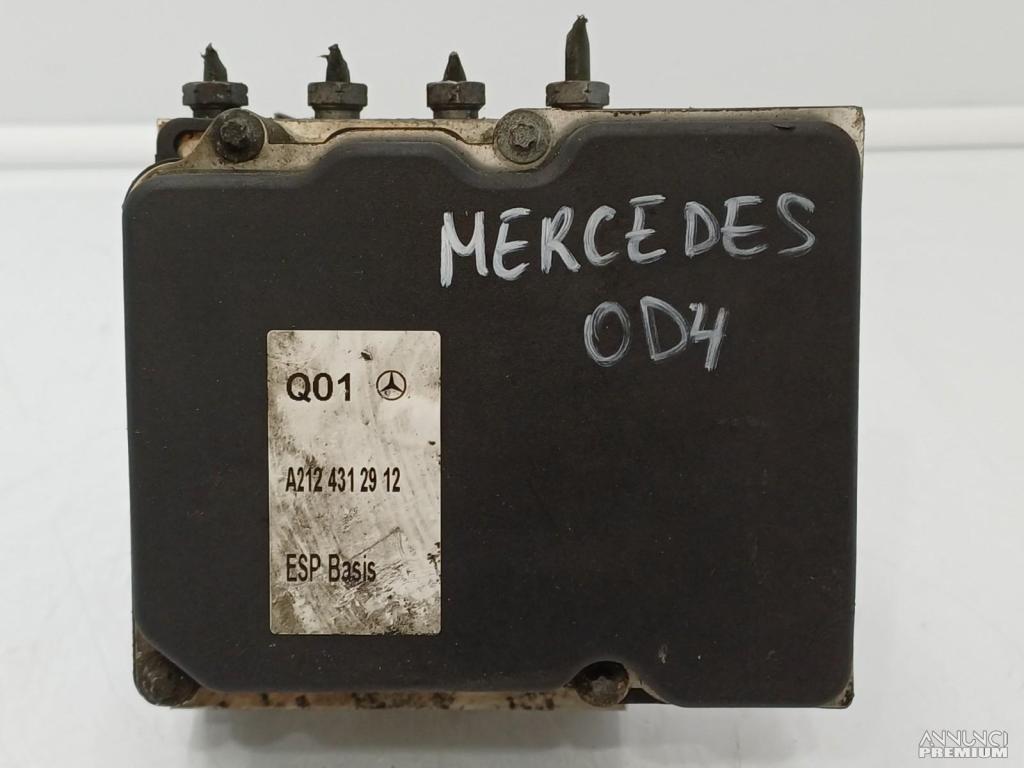 MERCEDES
OD4
Q01
A212 431 29 12
ESP Basis
ANNUNCI
PREMIUM